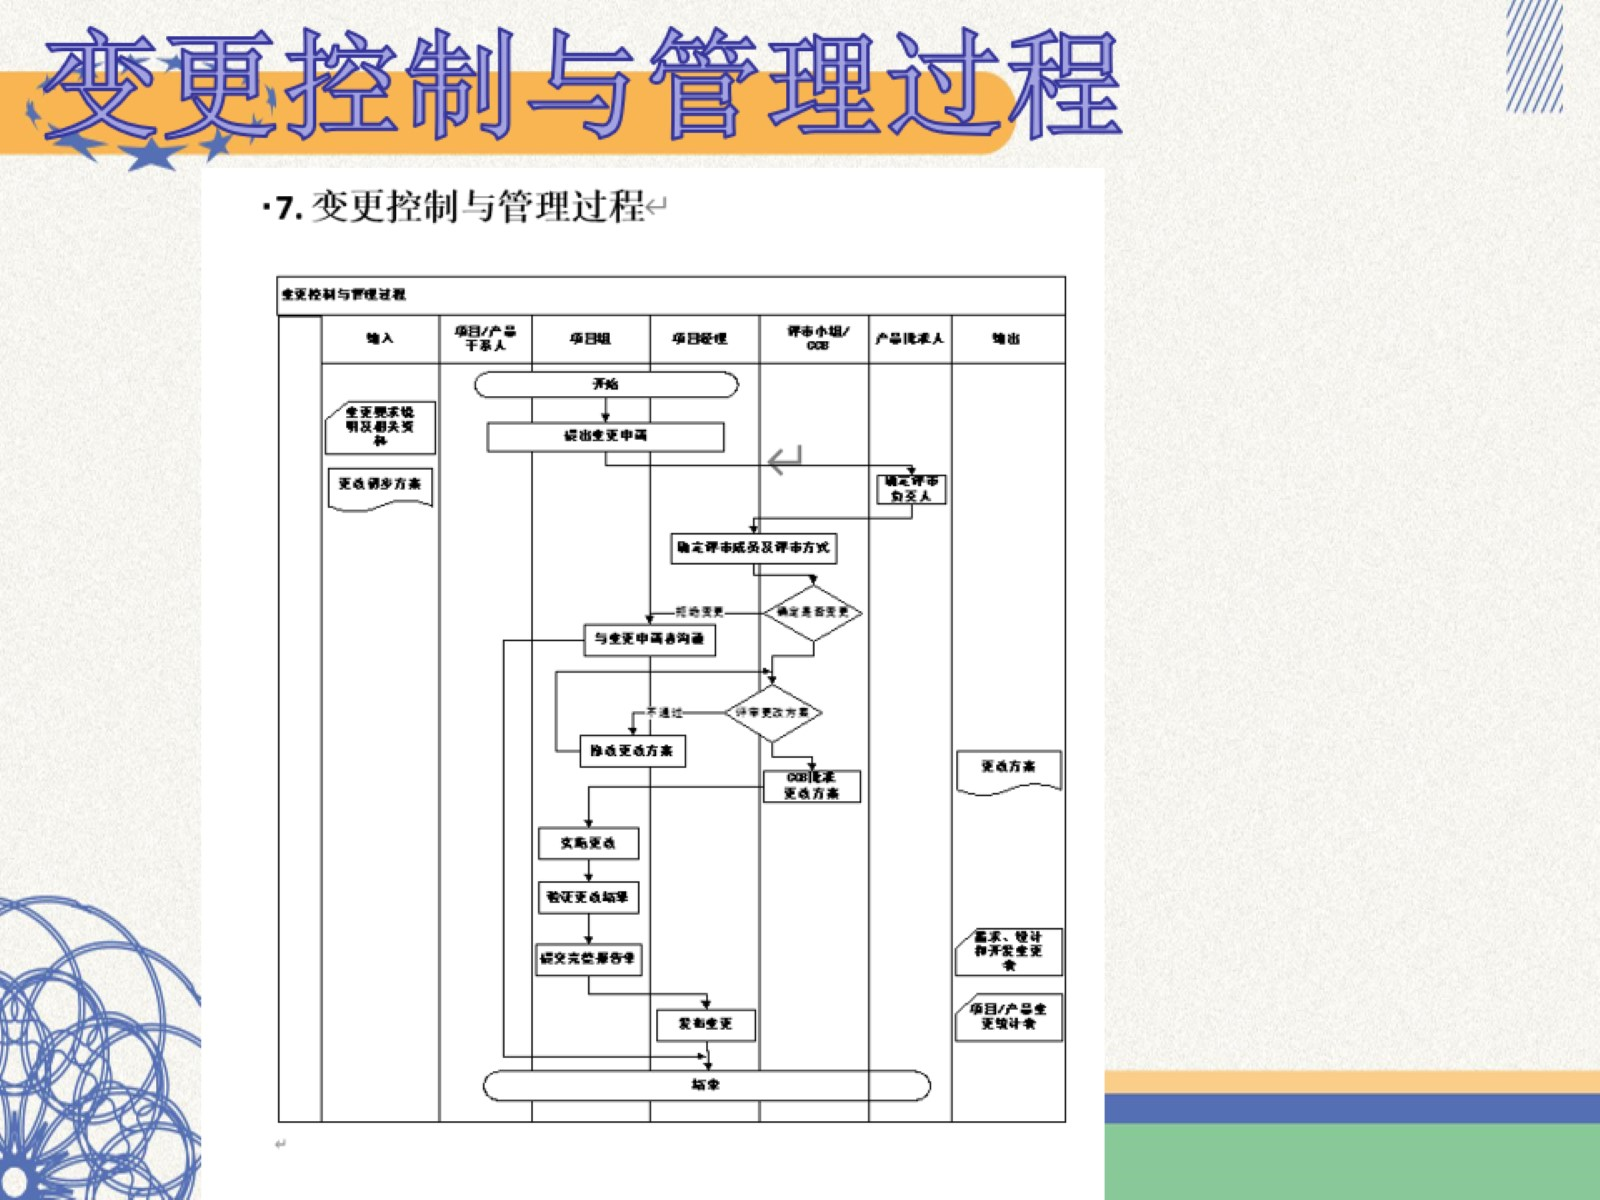 变更控制与管理过程
7. 变更控制与管理过程
变更控制与管理过程
输入
项目/产品
干系人
项目组
项目经理
评审小组/
CCB
产品批准人
输出
开始
变更要求说
明及相关资
料
提出变更申请
更改初步方案
确定评审
负责人
确定评审成员及评审方式
确定是否变更
拒绝变更
与变更申请者沟通
评审更改方案
不通过
修改更改方案
更改方案
CCB批准
更改方案
实施更改
验证更改结果
需求、设计
和开发变更
表
提交完整报告单
项目/产品变
更统计表
发布变更
结束